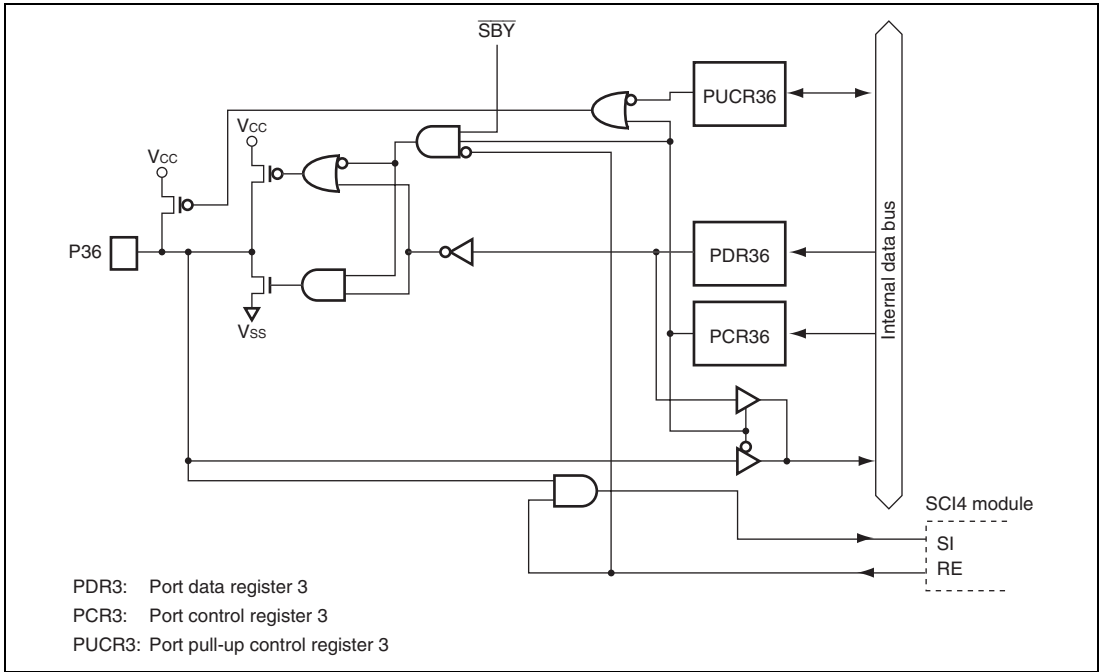 SBY
PUCR36
VCC
VCC
P36
PDR36
Internal data bus
PCR36
VSS
SCI4 module
SI
RE
PDR3: Port data register 3
PCR3: Port control register 3
PUCR3: Port pull-up control register 3